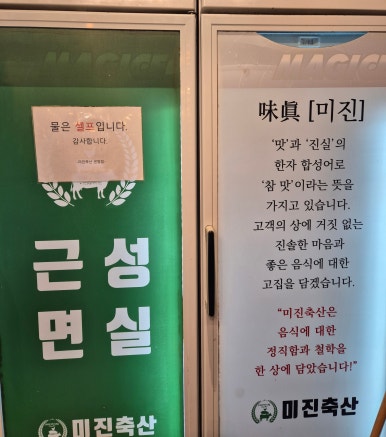 MAGICH
물은 셀프입니다.
감사합니다.
근성
면실
미진축산
味眞 [미진]
'맛'과 '진실'의
한자 합성어로
'참 맛'이라는 뜻을
가지고 있습니다.
고객의 상에 거짓 없는
진솔한 마음과
좋은 음식에 대한
고집을 담겠습니다.
"미진축산은
음식에 대한
정직함과 철학을
한 상에 담았습니다!"
미진축산